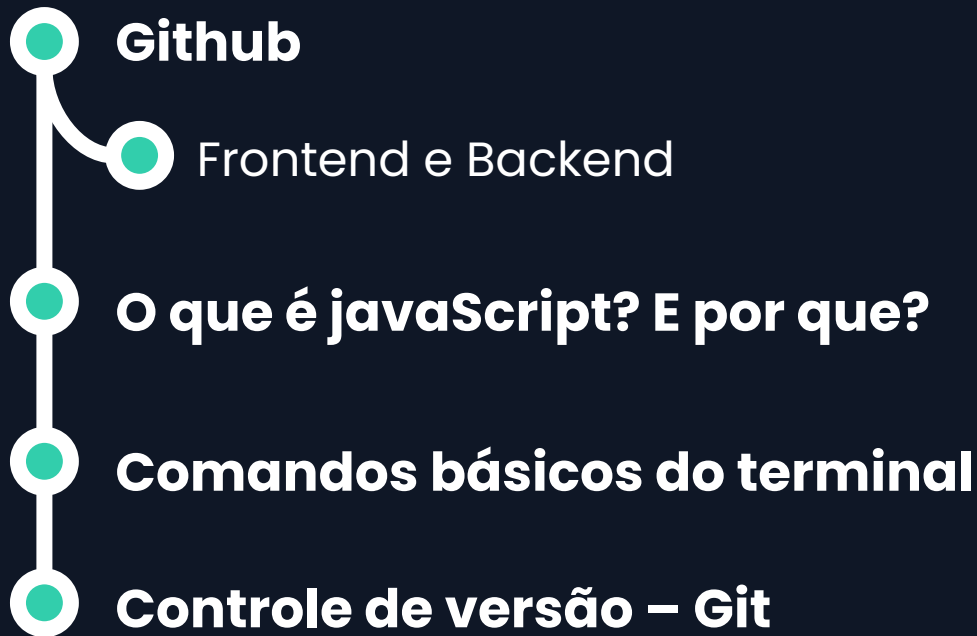 Github
Frontend e Backend
O que é javaScript? E por que?
Comandos básicos do terminal
Controle de versão – Git